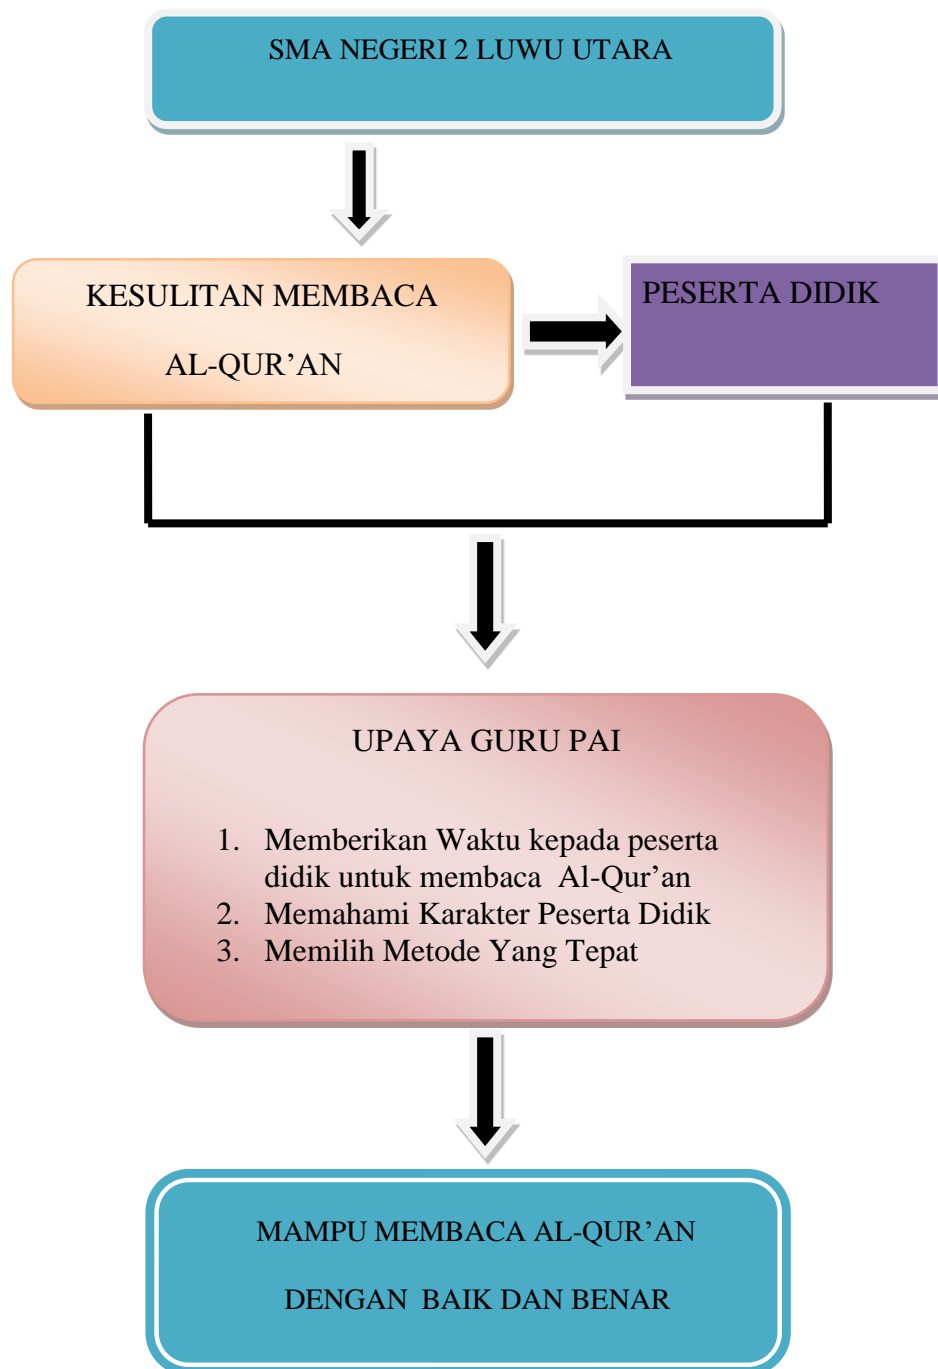 SMA NEGERI 2 LUWU UTARA
KESULITAN MEMBACA
AL-QUR’AN
PESERTA DIDIK
UPAYA GURU PAI
1. Memberikan Waktu kepada peserta
didik untuk membaca Al-Qur’an
2. Memahami Karakter Peserta Didik
3. Memilih Metode Yang Tepat
MAMPU MEMBACA AL-QUR’AN
DENGAN BAIK DAN BENAR